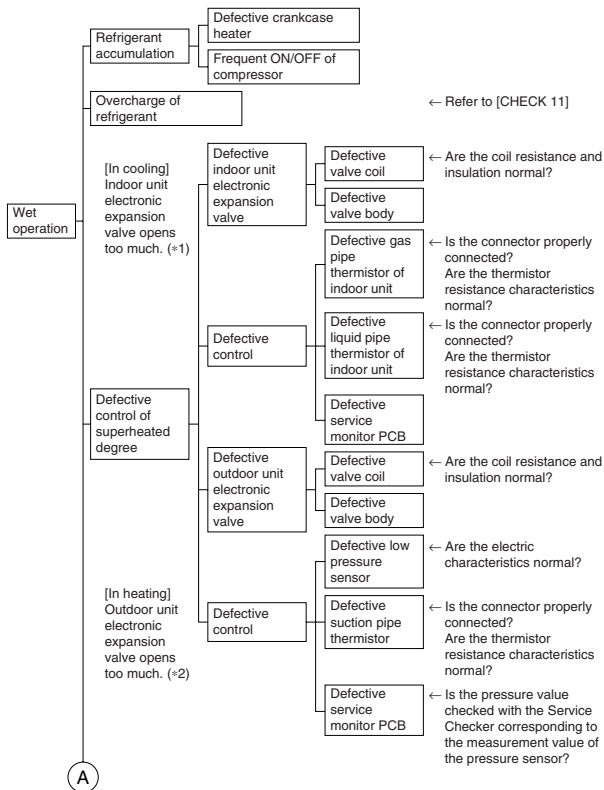 Refrigerant
accumulation
Defective crankcase
heater
Frequent ON/OFF of
compressor
Overcharge of
refrigerant
← Refer to [CHECK 11]
Wet
operation
[In cooling]
Indoor unit
electronic
expansion
valve opens
too much. (*1)
Defective
indoor unit
electronic
expansion
valve
Defective
valve coil
← Are the coil resistance and
insulation normal?
Defective
valve body
Defective
control
Defective gas
pipe
thermistor of
indoor unit
← Is the connector properly
connected?
Are the thermistor
resistance characteristics
normal?
Defective
liquid pipe
thermistor of
indoor unit
← Is the connector properly
connected?
Are the thermistor
resistance characteristics
normal?
Defective
service
monitor PCB
Defective
control of
superheated
degree
Defective
outdoor unit
electronic
expansion
valve
Defective
valve coil
← Are the coil resistance and
insulation normal?
Defective
valve body
[In heating]
Outdoor unit
electronic
expansion
valve opens
too much. (*2)
Defective
control
Defective low
pressure
sensor
← Are the electric
characteristics normal?
Defective
suction pipe
thermistor
← Is the connector properly
connected?
Are the thermistor
resistance characteristics
normal?
Defective
service
monitor PCB
← Is the pressure value
checked with the Service
Checker corresponding to
the measurement value of
the pressure sensor?
A